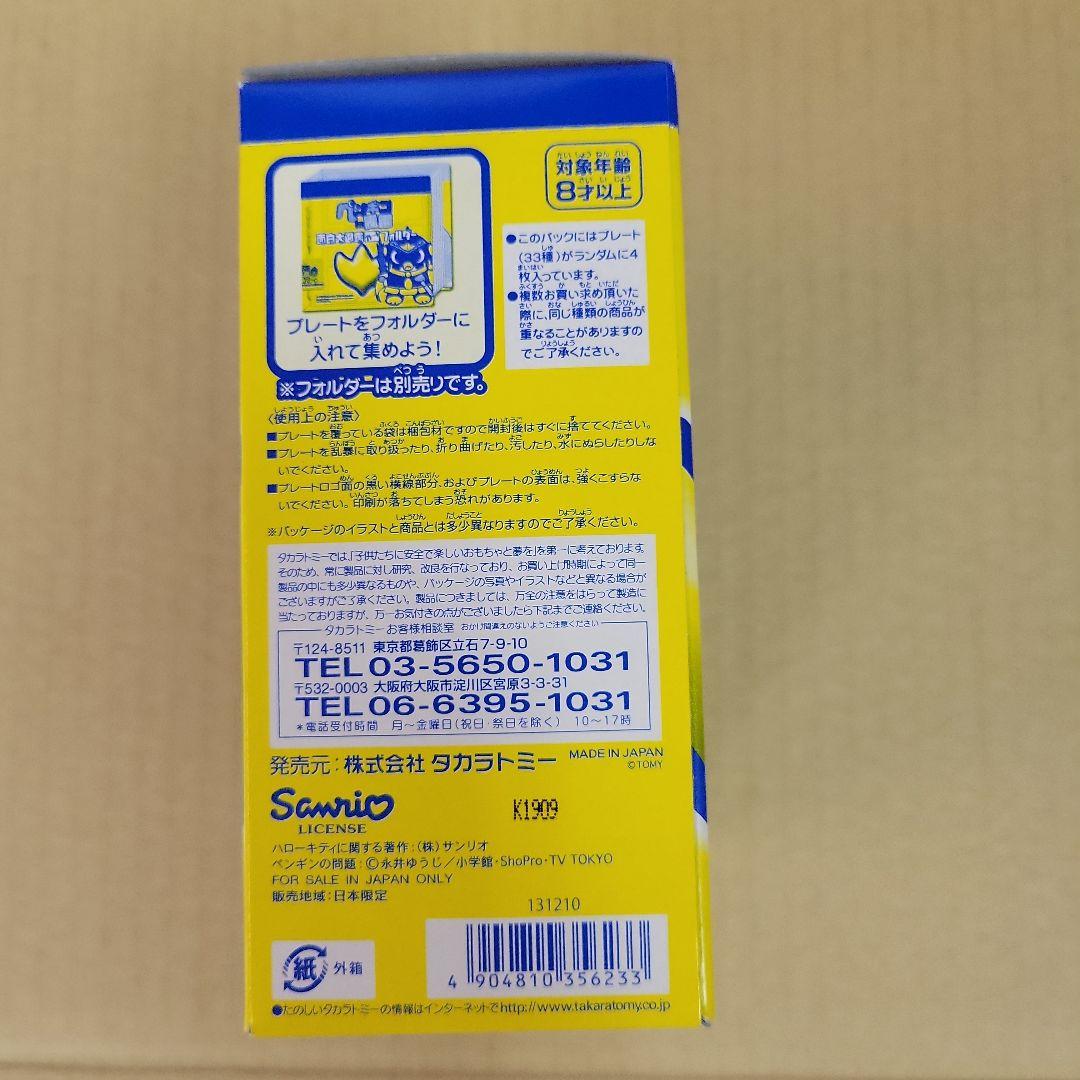 対象年齢
8才以上
●このパックにはプレート
(33種)がランダムに4
枚入っています。
●複数お買い求め頂いた
際に、同じ種類の商品が
重なることがありますの
でご了承ください。
フォルダー
プレートをフォルダーに
入れて集めよう!
※フォルダーは別売りです。
〈使用上の注意〉
■プレートを覆っている袋は梱包材ですので開封後はすぐに捨ててください。
■プレートを乱暴に取り扱ったり、折り曲げたり、汚したり、水にぬらしたりしな
いでください。
■プレートロゴ面の黒い横線部分、およびプレートの表面は、強くこすらな
いでください。印刷が落ちてしまう恐れがあります。
※パッケージのイラストと商品とは多少異なりますのでご了承ください。
タカラトミーでは、「子供たちに安全で楽しいおもちゃと夢を」を第一に考えております。
そのため、常に製品に対し研究、改良を行なっており、お買い上げ時期によって同一
製品の中にも多少異なるものや、パッケージの写真やイラストなどと異なる場合が
ございますがご了承ください。製品につきましては、万全の注意をはらって製造に
当たっておりますが、万一お気付きの点がございましたら下記までご連絡ください。
タカラトミーお客様相談室 おかけ間違えのないようご注意ください
〒124-8511 東京都葛飾区立石7-9-10
TEL 03-5650-1031
〒532-0003 大阪府大阪市淀川区宮原3-3-31
TEL 06-6395-1031
*電話受付時間 月〜金曜日(祝日・祭日を除く) 10〜17時
発売元:株式会社 タカラトミー MADE IN JAPAN
©TOMY
Sanrio
LICENSE
K1909
ハローキティに関する著作:(株)サンリオ
ペンギンの問題:©永井ゆうじ/小学館・ShoPro・TV TOKYO
FOR SALE IN JAPAN ONLY
販売地域:日本限定
131210
紙 外箱
4 904810 356233
●たのしいタカラトミーの情報はインターネットでhttp://www.takaratomy.co.jp